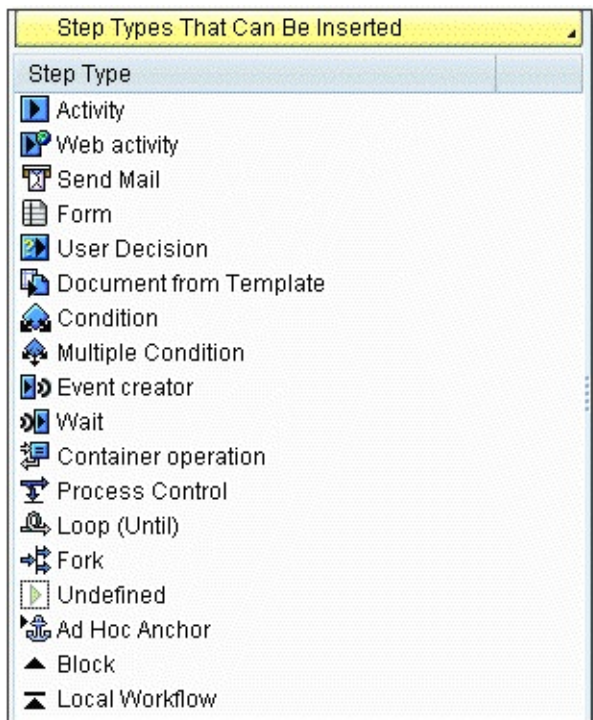 Step Types That Can Be Inserted
Step Type
Activity
Web activity
Send Mail
Form
User Decision
Document from Template
Condition
Multiple Condition
Event creator
Wait
Container operation
Process Control
Loop (Until)
Fork
Undefined
Ad Hoc Anchor
Block
Local Workflow